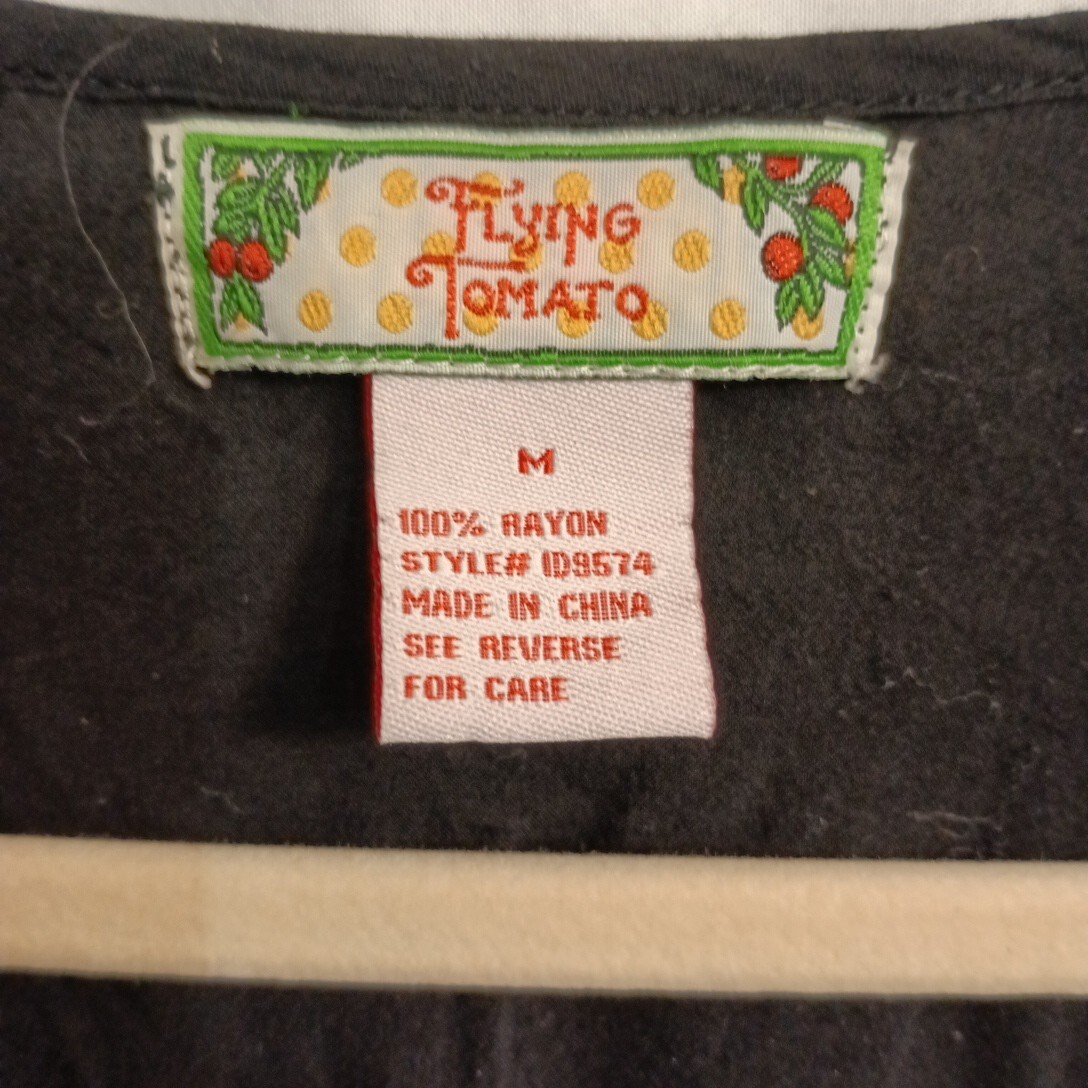 FLYING
TOMATO
M
100% RAYON
STYLE# ID9574
MADE IN CHINA
SEE REVERSE
FOR CARE